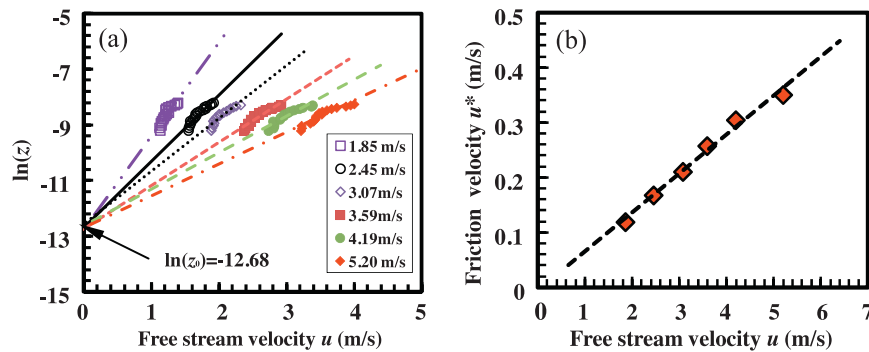 (a)
ln(z)
-5
-7
-9
-11
-13
-15
ln(z₀)=-12.68
1.85 m/s
2.45 m/s
3.07m/s
3.59m/s
4.19m/s
5.20 m/s
0 1 2 3 4 5
Free stream velocity u (m/s)
(b)
Friction velocity u* (m/s)
0.5
0.4
0.3
0.2
0.1
0
0 1 2 3 4 5 6 7
Free stream velocity u (m/s)